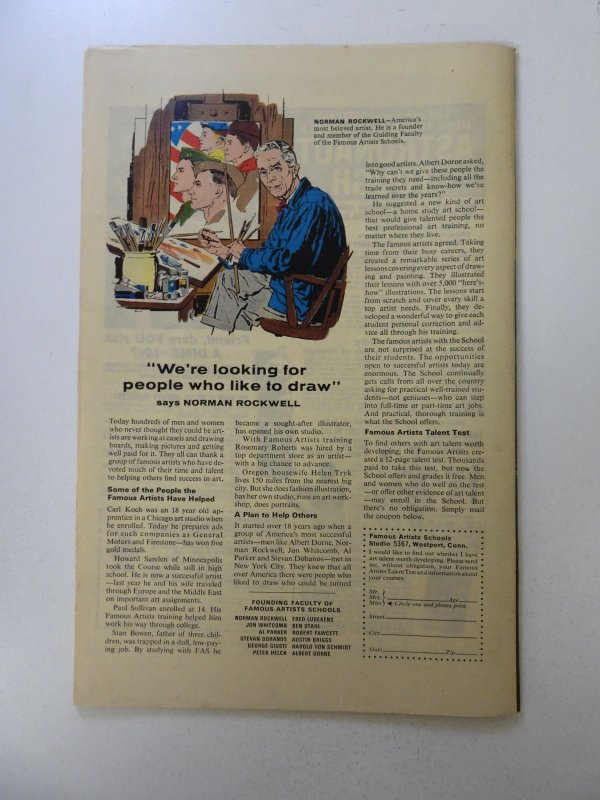 NORMAN ROCKWELL—America's
most beloved artist. He is a founder
and member of the Guiding Faculty
of the Famous Artists Schools.
"We're looking for
people who like to draw"
says NORMAN ROCKWELL
Today hundreds of men and women
who never thought they could be art-
ists are working at easels and drawing
boards, making pictures and getting
well paid for it. They all can thank a
group of famous artists who have de-
voted much of their time and talent
to helping others find success in art.
Some of the People the
Famous Artists Have Helped
Carl Koch was an 18 year old ap-
prentice in a Chicago art studio when
he enrolled. Today he prepares ads
for such companies as General
Motors and Firestone—has won five
gold medals.
Howard Sanden of Minneapolis
took the Course while still in high
school. He is now a successful artist
—last year he and his wife traveled
through Europe and the Middle East
on important art assignments.
Paul Sullivan enrolled at 14. His
Famous Artists training helped him
work his way through college.
Stan Bowen, father of three chil-
dren, was trapped in a dull, low-pay-
ing job. By studying with FAS he
became a sought-after illustrator,
has opened his own studio.
With Famous Artists training
Rosemary Roberts was hired by a
top department store as an artist—
with a big chance to advance.
Oregon housewife Helen Tryk
lives 150 miles from the nearest big
city. But she does fashion illustration,
has her own studio, runs an art work-
shop, does portraits.
A Plan to Help Others
It started over 18 years ago when a
group of America's most successful
artists—men like Albert Dorne, Nor-
man Rockwell, Jon Whitcomb, Al
Parker and Stevan Dohanos—met in
New York City. They knew that all
over America there were people who
liked to draw who could be turned
into good artists. Albert Dorne asked,
"Why can't we give these people the
training they need—including all the
trade secrets and know-how we've
learned over the years?"
He suggested a new kind of art
school—a home study art school—
that would give talented people the
best professional art training, no
matter where they live.
The famous artists agreed. Taking
time from their busy careers, they
created a remarkable series of art
lessons covering every aspect of draw-
ing and painting. They illustrated
their lessons with over 5,000 "here's-
how" illustrations. The lessons start
from scratch and cover every skill a
top artist needs. Finally, they de-
veloped a wonderful way to give each
student personal correction and ad-
vice all through his training.
The famous artists with the School
are not surprised at the success of
their students. The opportunities
open to successful artists today are
enormous. The School continually
gets calls from all over the country
asking for practical well-trained stu-
dents—not geniuses—who can step
into full-time or part-time art jobs.
And practical, thorough training is
what the School offers.
Famous Artists Talent Test
To find others with art talent worth
developing, the Famous Artists cre-
ated a 12-page talent test. Thousands
paid to take this test, but now the
School offers and grades it free. Men
and women who do well on the test
—or offer other evidence of art talent
—may enroll in the School. But
there's no obligation. Simply mail
the coupon below.
FOUNDING FACULTY OF
FAMOUS ARTISTS SCHOOLS
NORMAN ROCKWELL FRED LUDEKENS
JON WHITCOMB BEN STAHL
AL PARKER ROBERT FAWCETT
STEVAN DOHANOS AUSTIN BRIGGS
GEORGE GIUSTI HAROLD VON SCHMIDT
PETER HELCK ALBERT DORNE
Famous Artists Schools
Studio 5367, Westport, Conn.
I would like to find out whether I have
art talent worth developing. Please send
me, without obligation, your Famous
Artists Talent Test and information about
your courses.
Mr.
Mrs. Age
Miss Circle one and please print
Street
City
State Zip